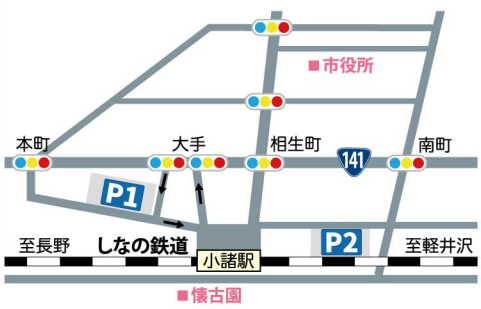 ■市役所
本町
大手
相生町
141
南町
P1
至長野
しなの鉄道
小諸駅
P2
至軽井沢
■懐古園